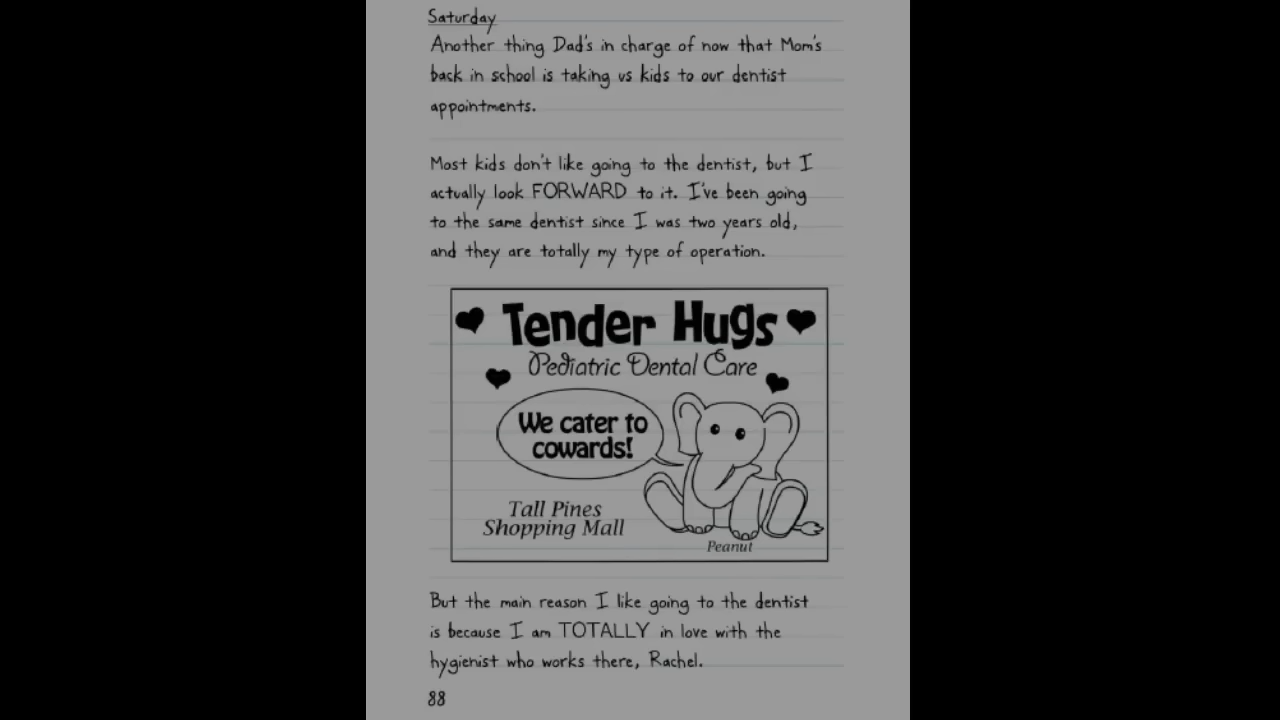 Saturday
Another thing Dad's in charge of now that Mom's
back in school is taking us kids to our dentist
appointments.
Most kids don't like going to the dentist, but I
actually look FORWARD to it. I've been going
to the same dentist since I was two years old,
and they are totally my type of operation.
Tender Hugs
Pediatric Dental Care
We cater to
cowards!
Tall Pines
Shopping Mall
Peanut
But the main reason I like going to the dentist
is because I am TOTALLY in love with the
hygienist who works there, Rachel.
88